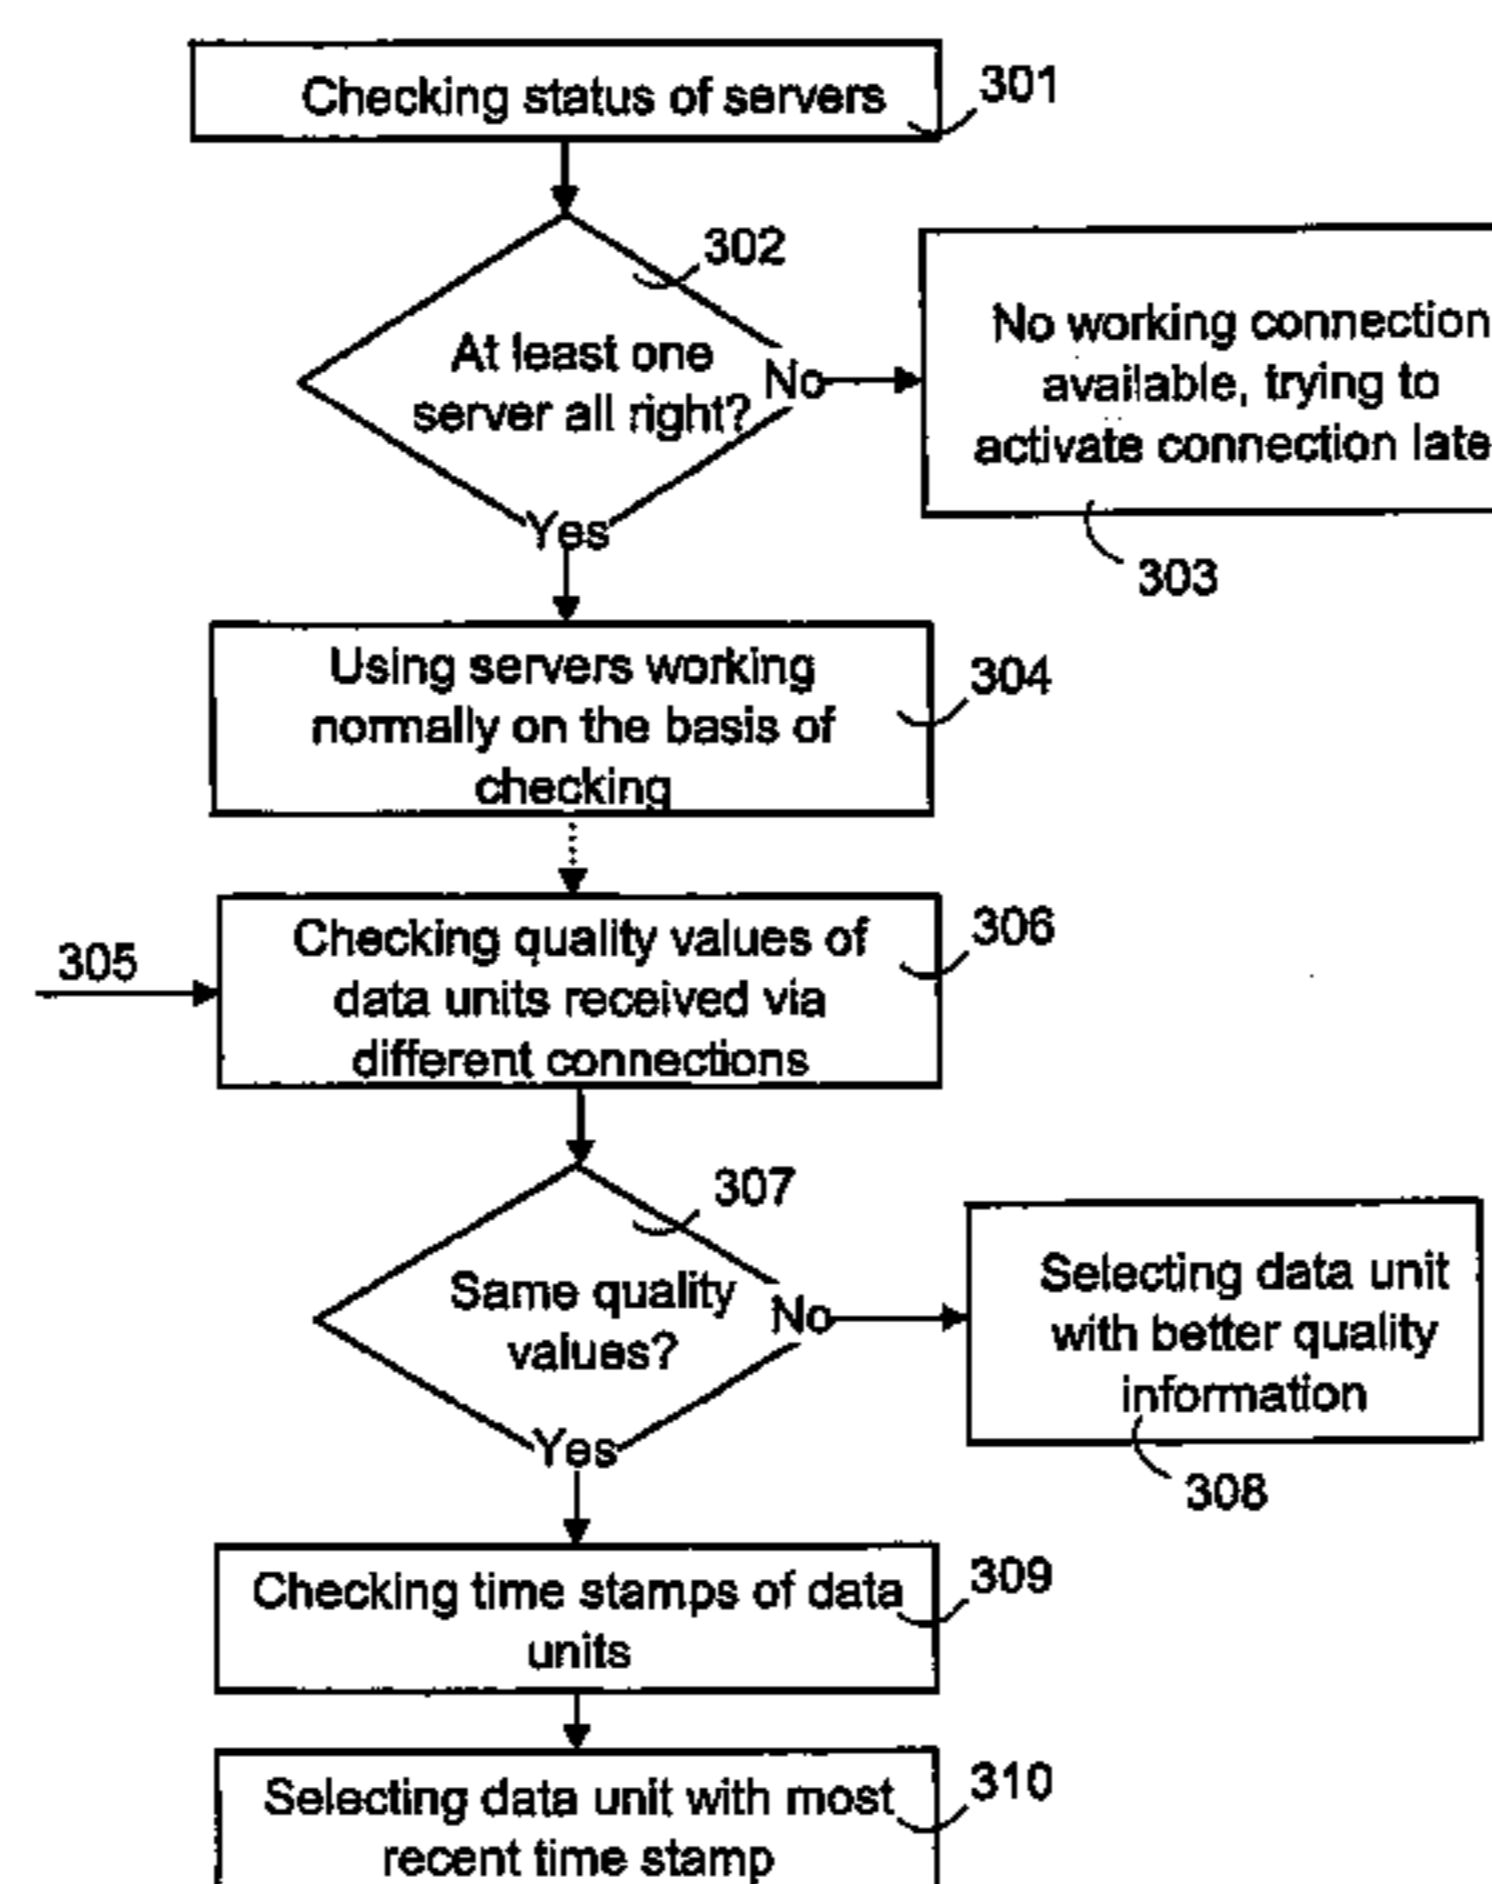 Checking status of servers
301
302
At least one
server all right?
No
Yes
No working connection
available, trying to
activate connection late
303
Using servers working
normally on the basis of
checking
304
305
Checking quality values of
data units received via
different connections
306
307
Same quality
values?
No
Yes
Selecting data unit
with better quality
information
308
Checking time stamps of data
units
309
Selecting data unit with most
recent time stamp
310